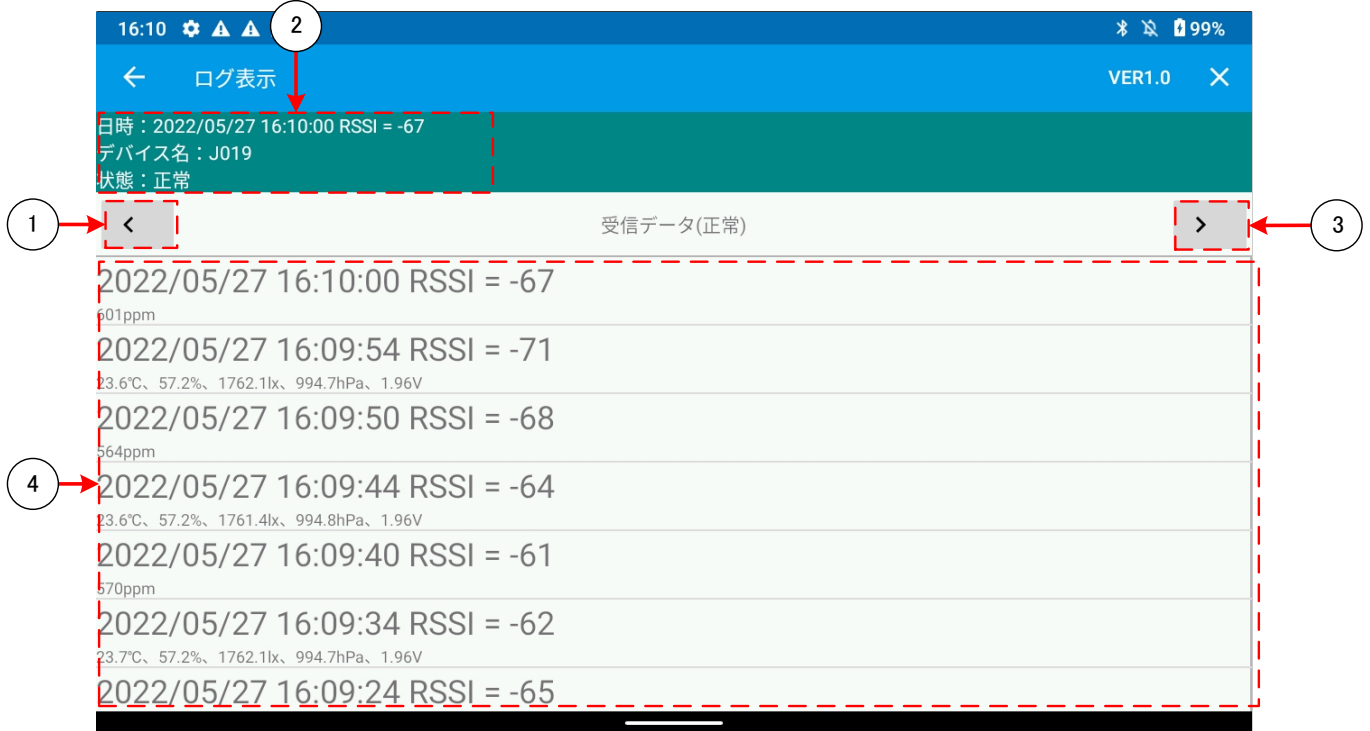 2
16:10 99%
ログ表示 VER1.0
日時：2022/05/27 16:10:00 RSSI = -67
デバイス名：J019
状態：正常
1
受信データ(正常)
3
2022/05/27 16:10:00 RSSI = -67
601ppm
2022/05/27 16:09:54 RSSI = -71
23.6℃、57.2%、1762.1lx、994.7hPa、1.96V
2022/05/27 16:09:50 RSSI = -68
564ppm
4
2022/05/27 16:09:44 RSSI = -64
23.6℃、57.2%、1761.4lx、994.8hPa、1.96V
2022/05/27 16:09:40 RSSI = -61
570ppm
2022/05/27 16:09:34 RSSI = -62
23.7℃、57.2%、1762.1lx、994.7hPa、1.96V
2022/05/27 16:09:24 RSSI = -65